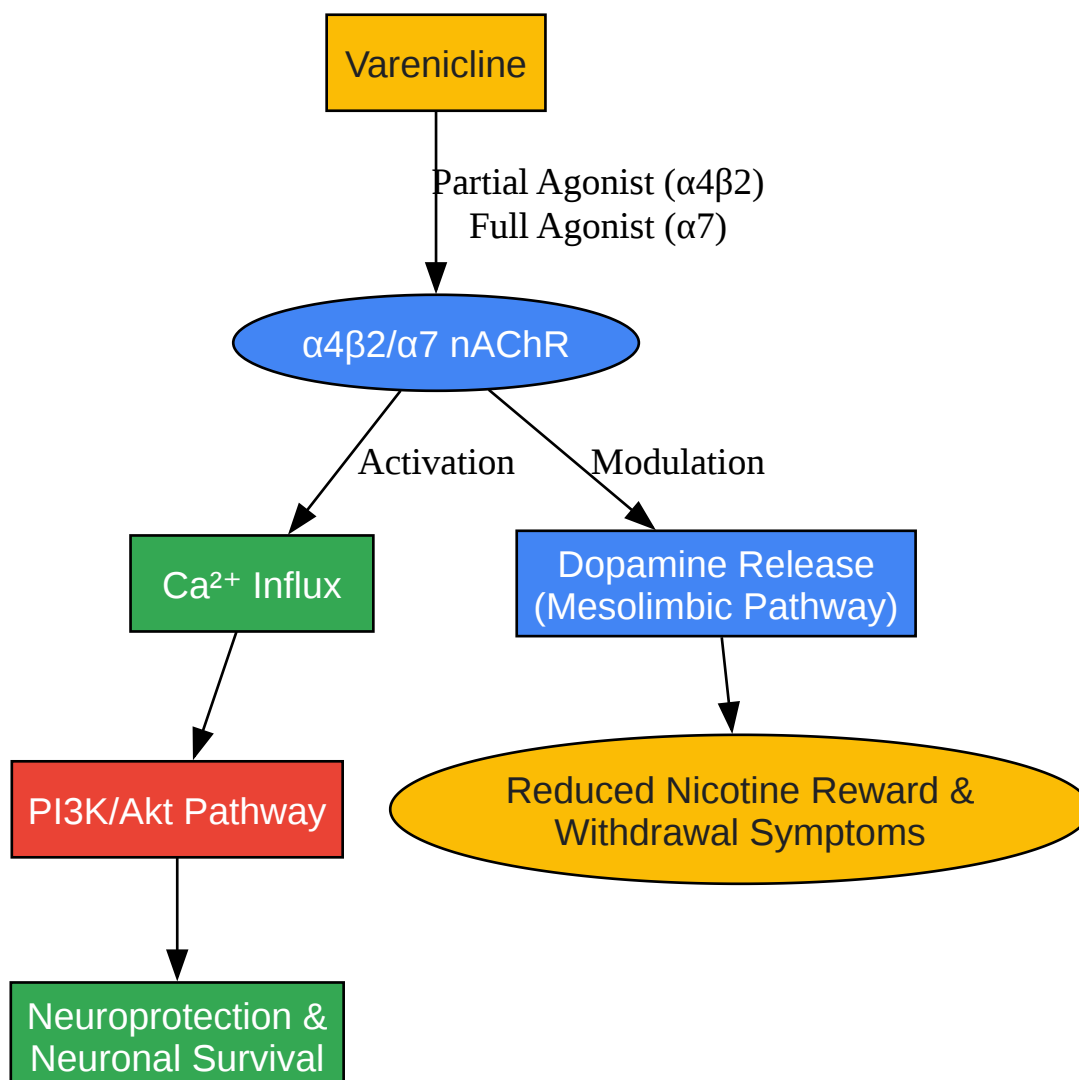 Varenicline
Partial Agonist (α4β2)
Full Agonist (α7)
α4β2/α7 nAChR
Activation
Modulation
Ca²⁺ Influx
Dopamine Release
(Mesolimbic Pathway)
PI3K/Akt Pathway
Reduced Nicotine Reward &
Withdrawal Symptoms
Neuroprotection &
Neuronal Survival